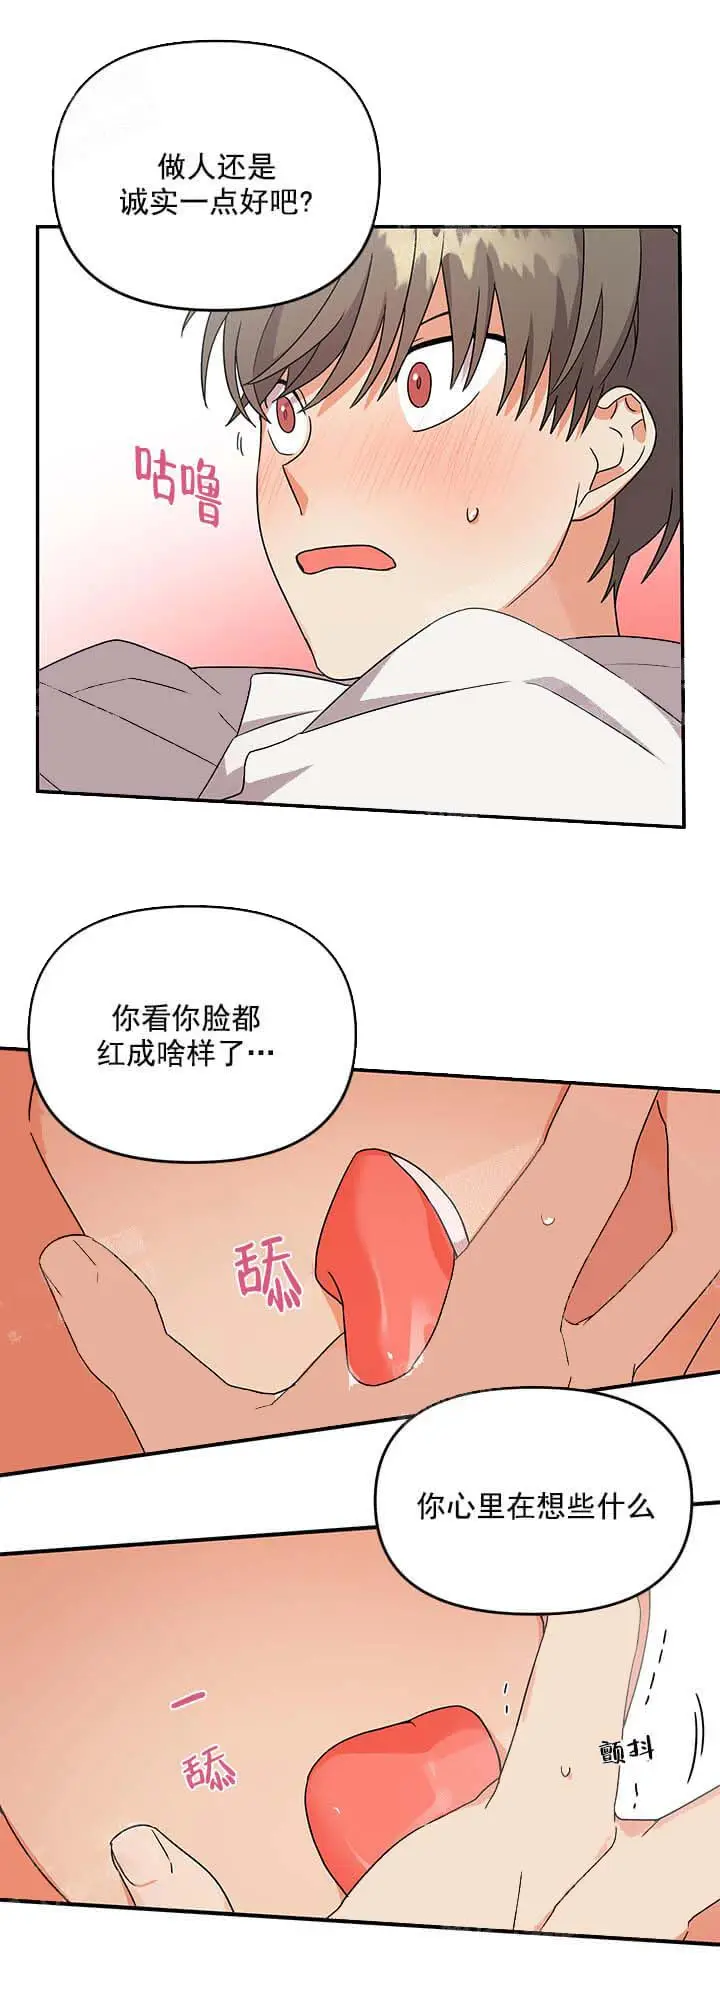 做人还是
诚实一点好吧?
咕噜
你看你脸都
红成啥样了…
舔
你心里在想些什么
一
舔
颤抖